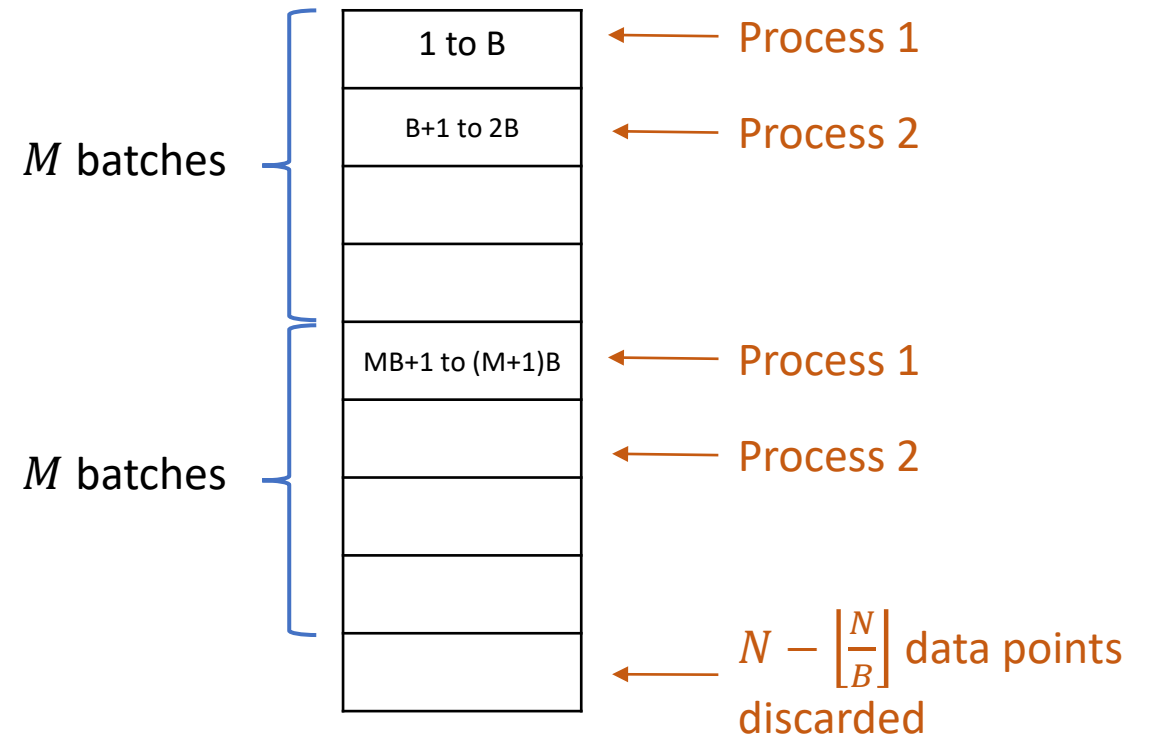 1 to B
Process 1
B+1 to 2B
Process 2
M batches
MB+1 to (M+1)B
Process 1
Process 2
M batches
N − ⌊N/B⌋ data points
discarded